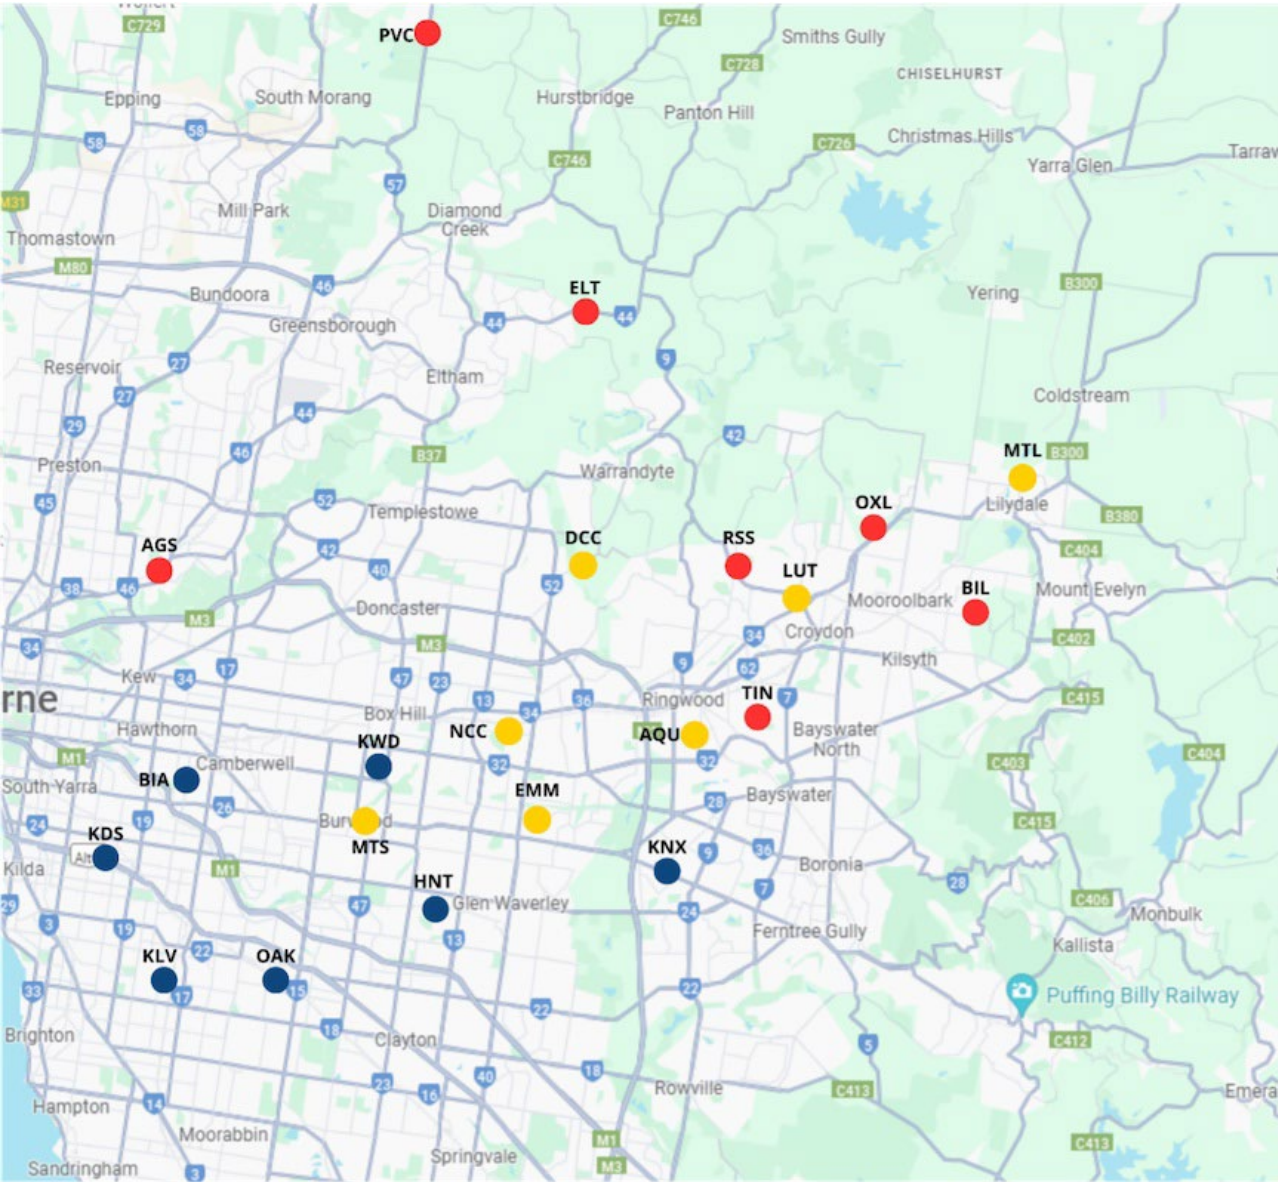 C729
PVC
C746
Smiths Gully
C728
CHISELHURST
Epping
South Morang
Hurstbridge
Panton Hill
58
58
C726
Christmas Hills
C746
Yarra Glen
57
M31
Mill Park
Diamond
Creek
Thomastown
M80
46
Bundoora
B300
Yering
ELT
44
44
Greensborough
Reservoir
27
9
Eltham
27
44
Coldstream
29
42
46
B37
MTL
B300
Preston
Warrandyte
45
52
Templestowe
OXL
Lilydale
B380
AGS
42
DCC
RSS
C404
40
LUT
38
46
52
BIL
Mount Evelyn
Doncaster
Mooroolbark
M3
34
M3
34
Croydon
C402
Kew
34
17
47
23
9
62
Kilsyth
rne
13
36
Ringwood
TIN
7
C415
Hawthorn
Box Hill
34
NCC
AQU
Bayswater
North
KWD
M1
Camberwell
32
32
C403
C404
South Yarra
BIA
EMM
Bayswater
26
28
24
19
MTS
C415
KDS
Alt
KNX
9
36
Boronia
Kilda
M1
HNT
7
28
29
47
Glen Waverley
24
C406
3
19
22
13
Ferntree Gully
Monbulk
Kallista
KLV
OAK
33
17
15
22
22
Puffing Billy Railway
18
Brighton
Clayton
5
C412
23
16
40
18
Rowville
C413
Hampton
14
Moorabbin
M1
C413
Springvale
M3
Sandringham
3